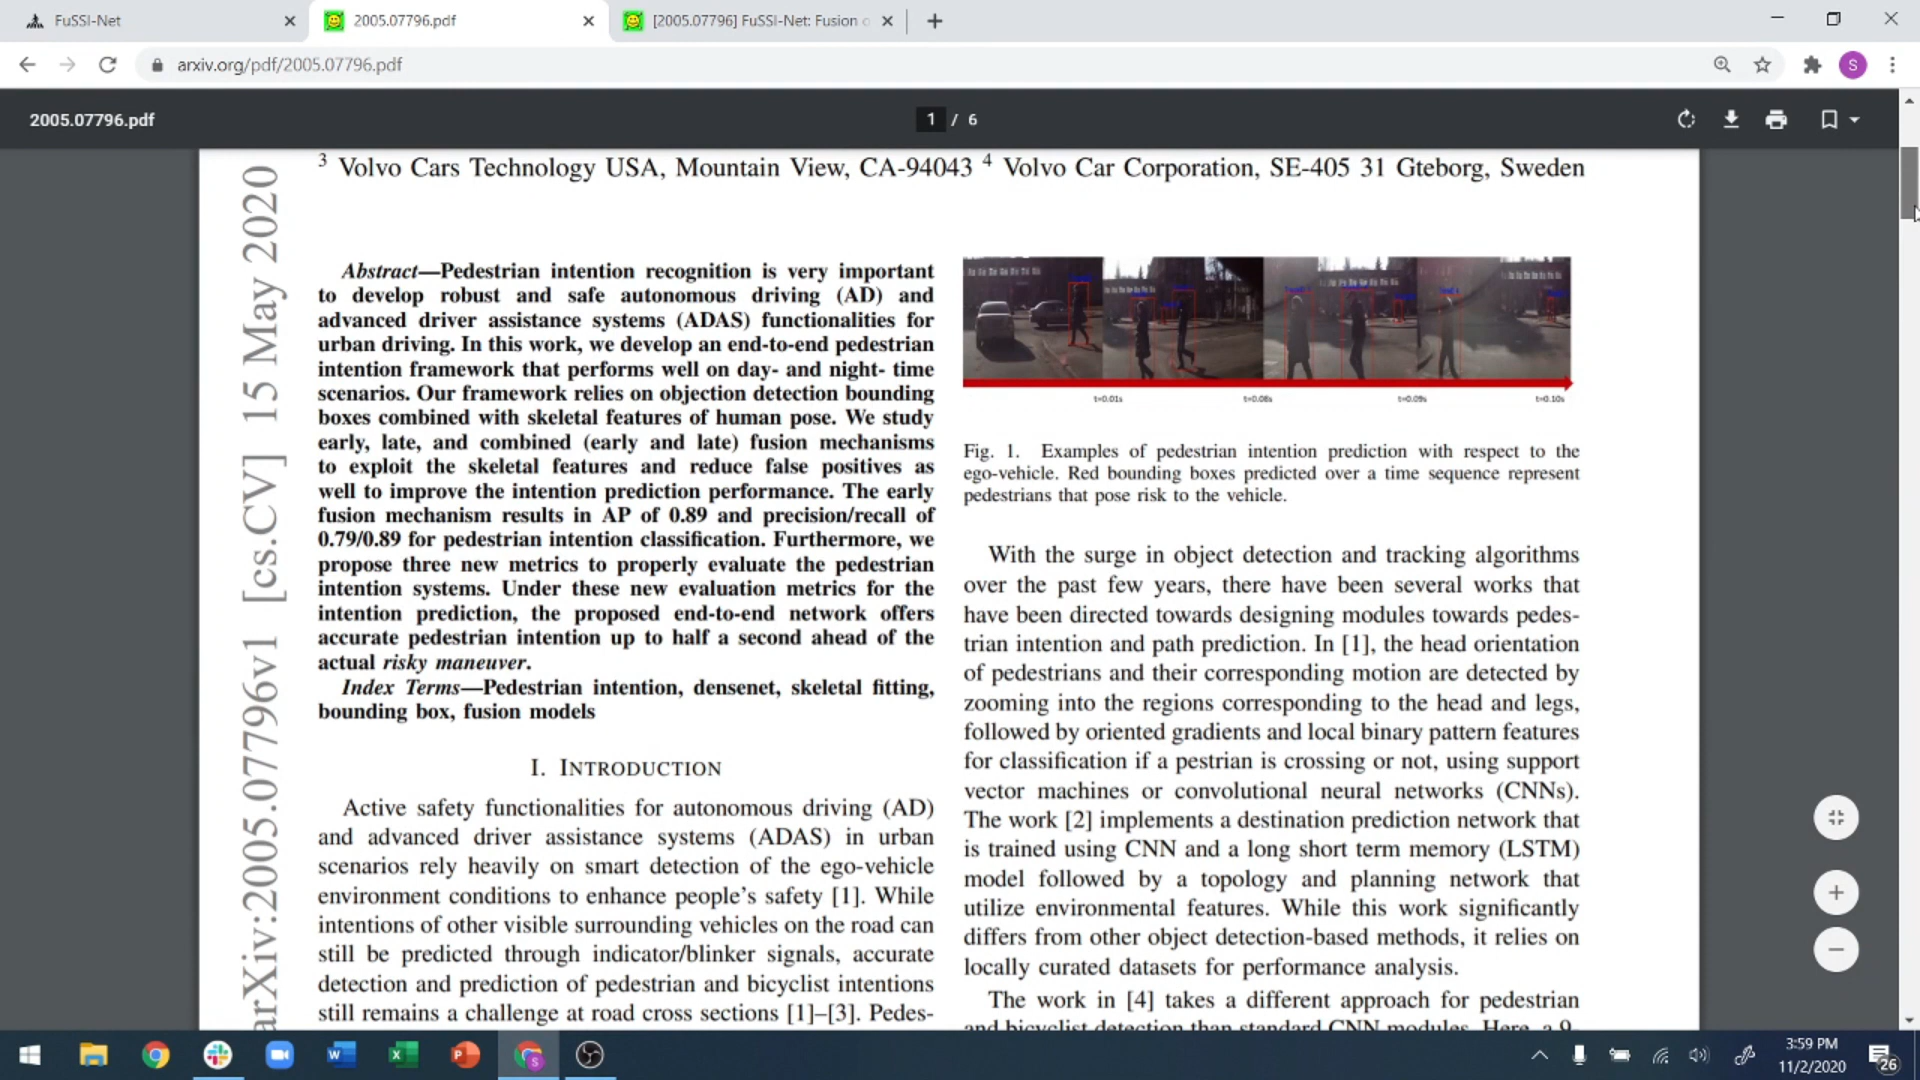 FuSSI-Net
2005.07796.pdf
[2005.07796] FuSSI-Net: Fusion o
arxiv.org/pdf/2005.07796.pdf
S
2005.07796.pdf
1 / 6
3 Volvo Cars Technology USA, Mountain View, CA-94043 4 Volvo Car Corporation, SE-405 31 Gteborg, Sweden
arXiv:2005.07796v1 [cs.CV] 15 May 2020
Abstract—Pedestrian intention recognition is very important
to develop robust and safe autonomous driving (AD) and
advanced driver assistance systems (ADAS) functionalities for
urban driving. In this work, we develop an end-to-end pedestrian
intention framework that performs well on day- and night- time
scenarios. Our framework relies on objection detection bounding
boxes combined with skeletal features of human pose. We study
early, late, and combined (early and late) fusion mechanisms
to exploit the skeletal features and reduce false positives as
well to improve the intention prediction performance. The early
fusion mechanism results in AP of 0.89 and precision/recall of
0.79/0.89 for pedestrian intention classification. Furthermore, we
propose three new metrics to properly evaluate the pedestrian
intention systems. Under these new evaluation metrics for the
intention prediction, the proposed end-to-end network offers
accurate pedestrian intention up to half a second ahead of the
actual risky maneuver.
Index Terms—Pedestrian intention, densenet, skeletal fitting,
bounding box, fusion models
I. INTRODUCTION
Active safety functionalities for autonomous driving (AD)
and advanced driver assistance systems (ADAS) in urban
scenarios rely heavily on smart detection of the ego-vehicle
environment conditions to enhance people's safety [1]. While
intentions of other visible surrounding vehicles on the road can
still be predicted through indicator/blinker signals, accurate
detection and prediction of pedestrian and bicyclist intentions
still remains a challenge at road cross sections [1]–[3]. Pedes-
t=0.01s t=0.08s t=0.09s t=0.10s
Fig. 1. Examples of pedestrian intention prediction with respect to the
ego-vehicle. Red bounding boxes predicted over a time sequence represent
pedestrians that pose risk to the vehicle.
With the surge in object detection and tracking algorithms
over the past few years, there have been several works that
have been directed towards designing modules towards pedes-
trian intention and path prediction. In [1], the head orientation
of pedestrians and their corresponding motion are detected by
zooming into the regions corresponding to the head and legs,
followed by oriented gradients and local binary pattern features
for classification if a pestrian is crossing or not, using support
vector machines or convolutional neural networks (CNNs).
The work [2] implements a destination prediction network that
is trained using CNN and a long short term memory (LSTM)
model followed by a topology and planning network that
utilize environmental features. While this work significantly
differs from other object detection-based methods, it relies on
locally curated datasets for performance analysis.
The work in [4] takes a different approach for pedestrian
and bicyclist detection than standard CNN modules. Here, a 9-
3:59 PM
11/2/2020
26